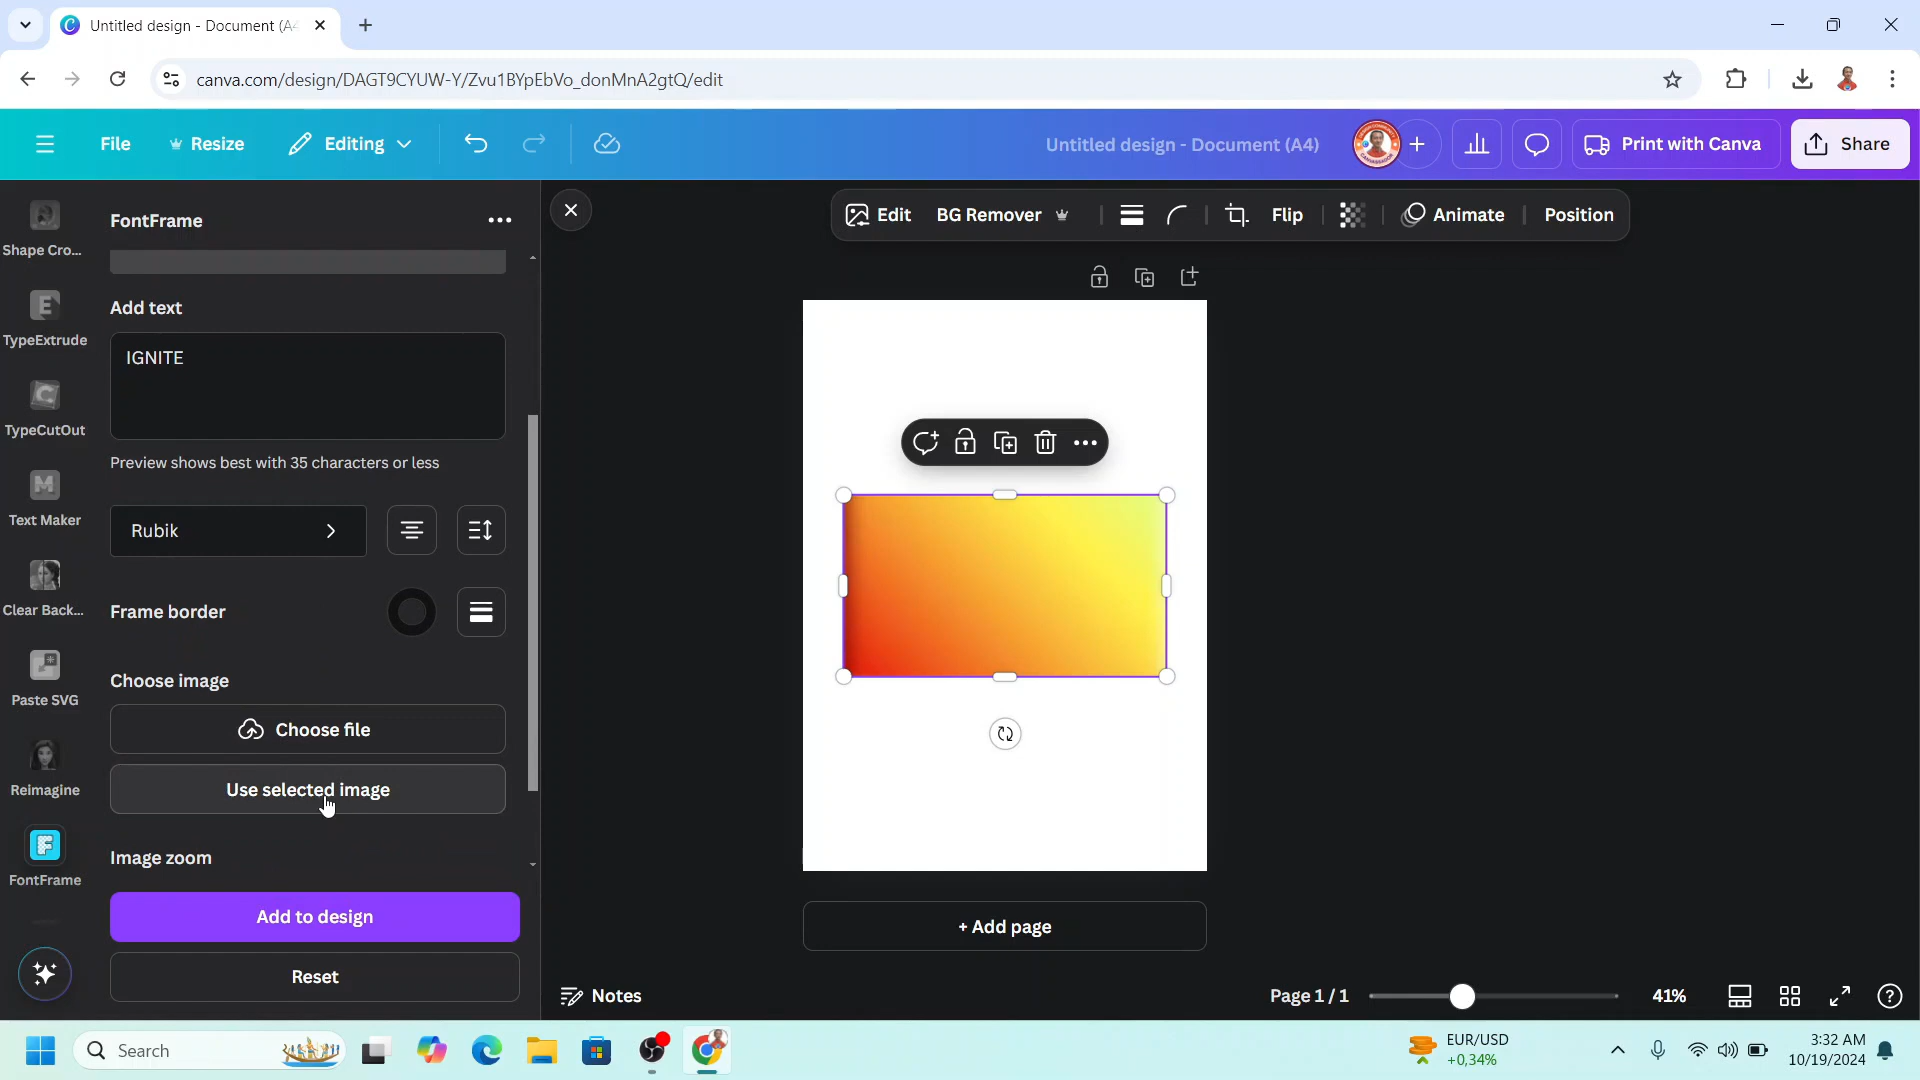 Untitled design - Document (A4
canva.com/design/DAGT9CYUW-Y/Zvu1BYpEbVo_donMnA2gtQ/edit
File
Resize
Editing
Untitled design - Document (A4)
Print with Canva
Share
Shape Cro...
TypeExtrude
TypeCutOut
Text Maker
Clear Back...
Paste SVG
Reimagine
FontFrame
FontFrame
Add text
IGNITE
Preview shows best with 35 characters or less
Rubik
Frame border
Choose image
Choose file
Use selected image
Image zoom
Add to design
Reset
Edit
BG Remover
Flip
Animate
Position
+ Add page
Notes
Page 1 / 1
41%
Search
EUR/USD
+0,34%
3:32 AM
10/19/2024